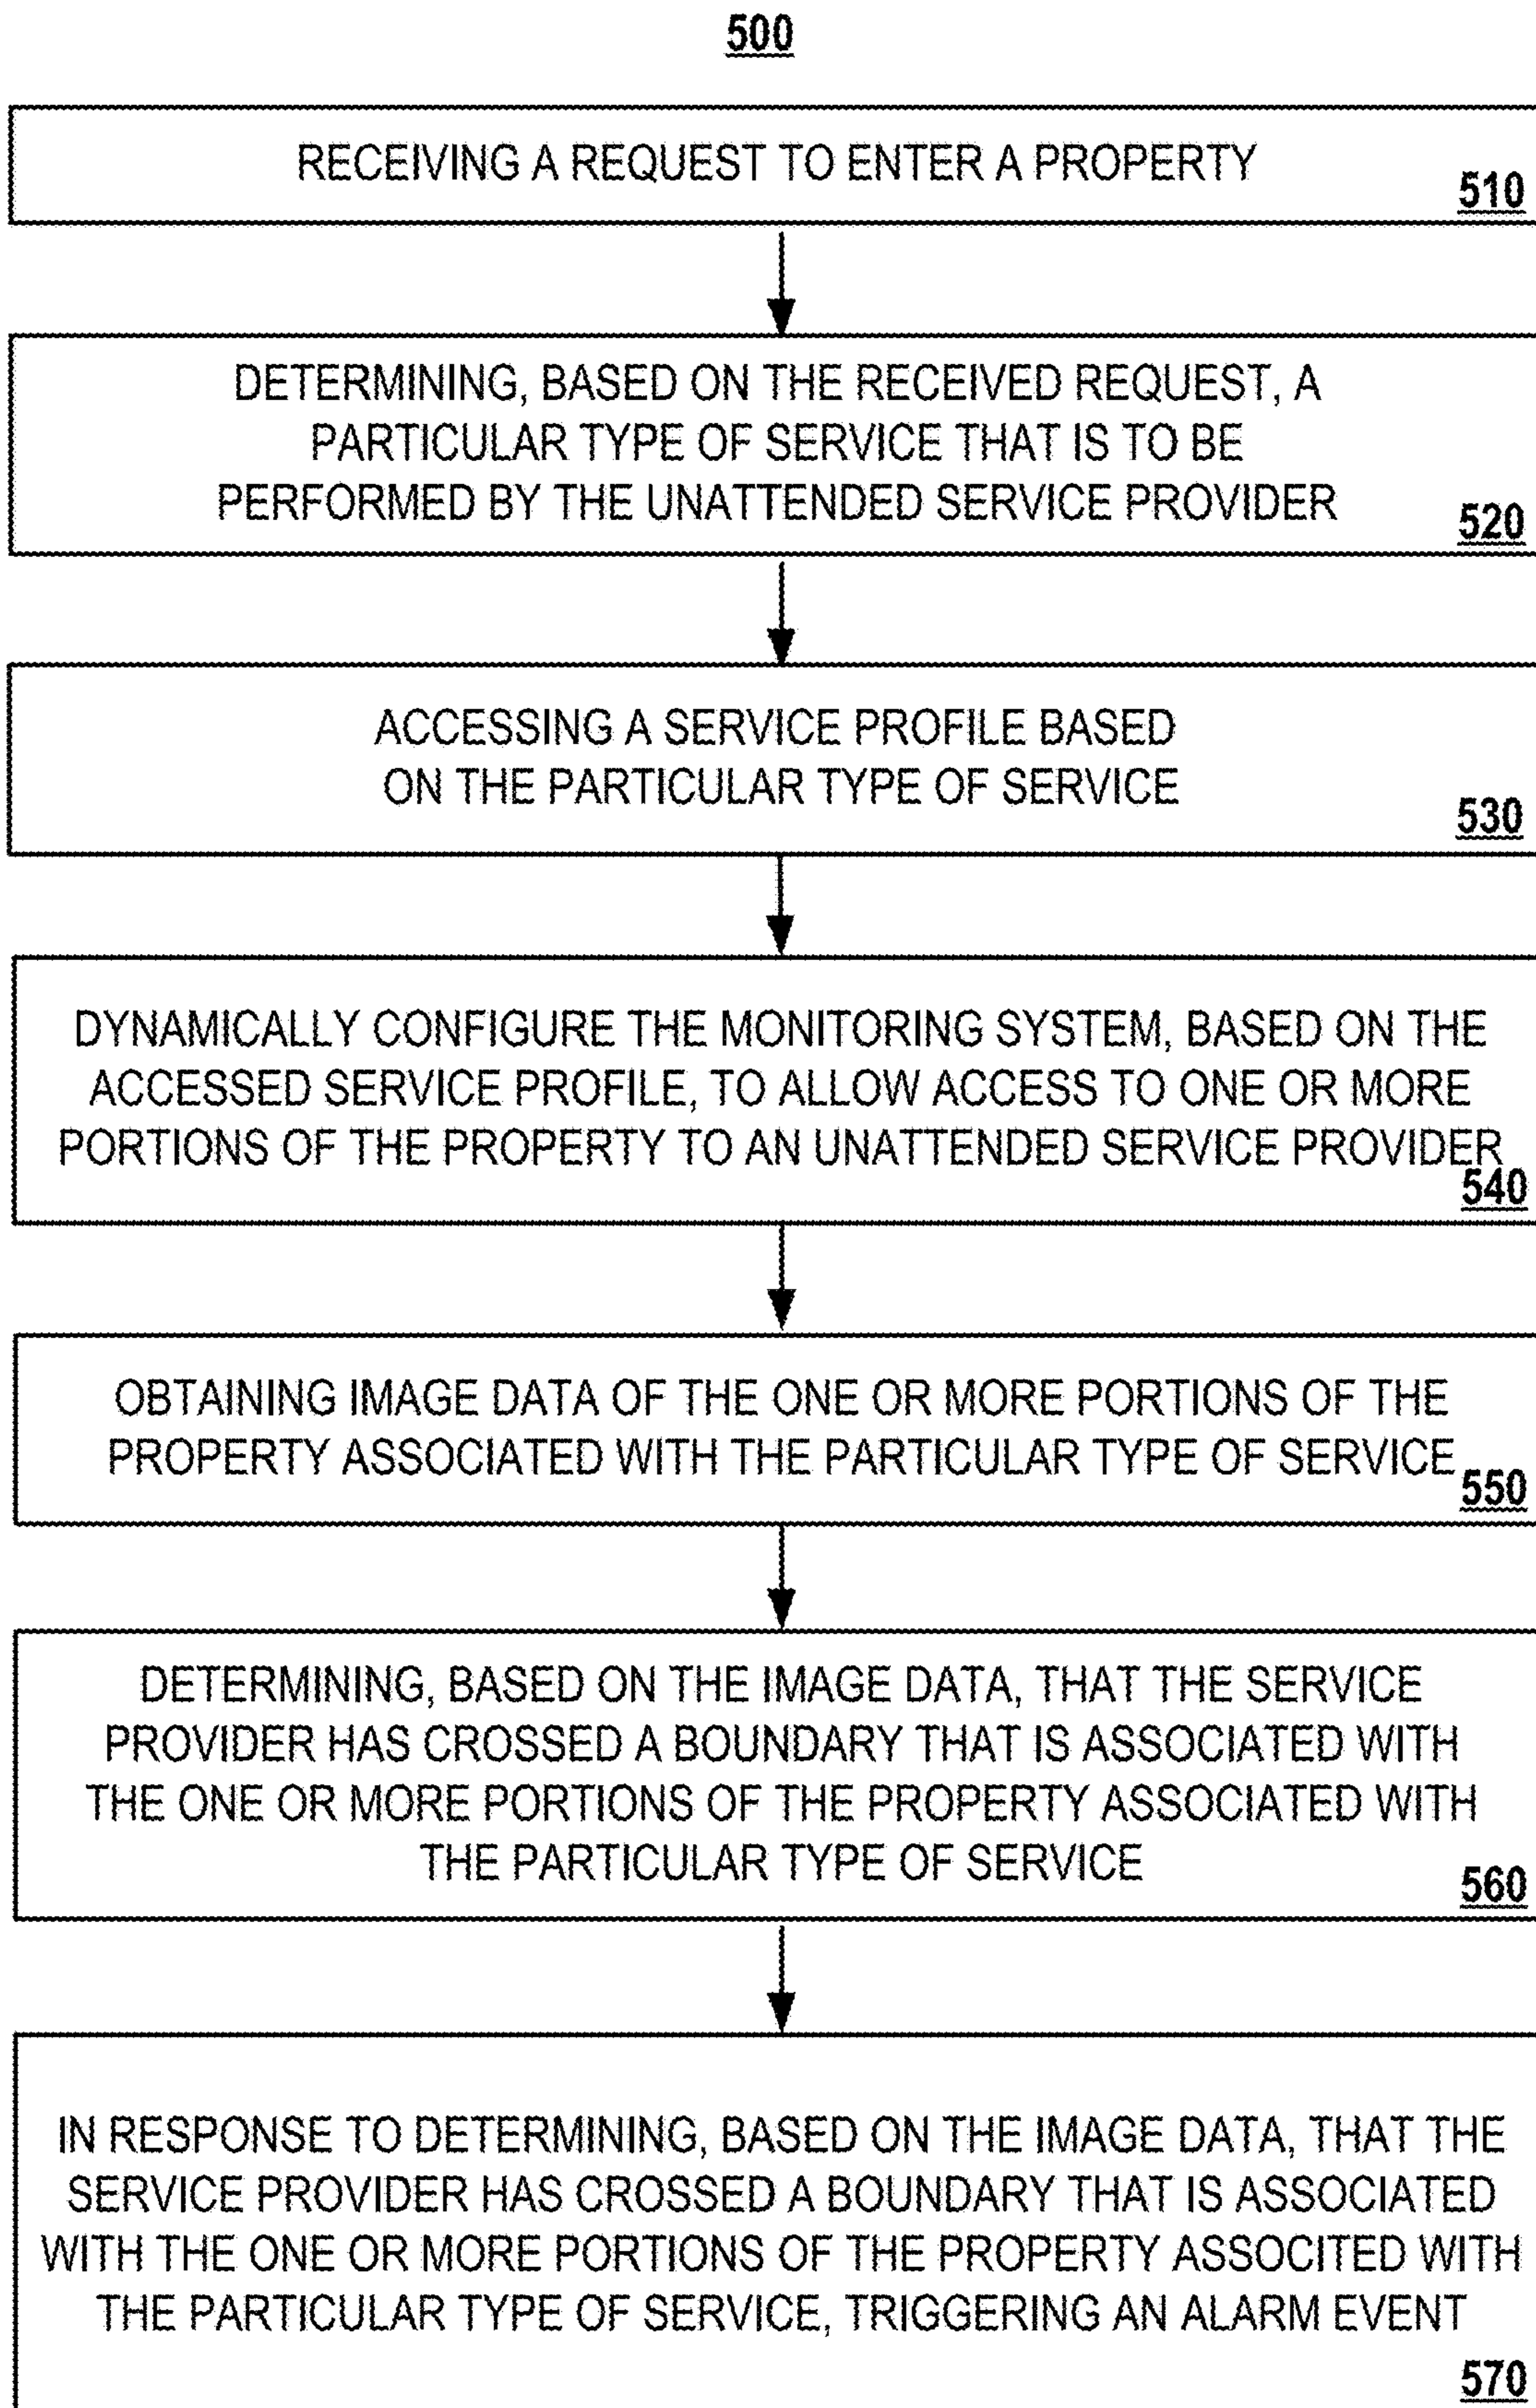 500
RECEIVING A REQUEST TO ENTER A PROPERTY
510
DETERMINING, BASED ON THE RECEIVED REQUEST, A
PARTICULAR TYPE OF SERVICE THAT IS TO BE
PERFORMED BY THE UNATTENDED SERVICE PROVIDER
520
ACCESSING A SERVICE PROFILE BASED
ON THE PARTICULAR TYPE OF SERVICE
530
DYNAMICALLY CONFIGURE THE MONITORING SYSTEM, BASED ON THE
ACCESSED SERVICE PROFILE, TO ALLOW ACCESS TO ONE OR MORE
PORTIONS OF THE PROPERTY TO AN UNATTENDED SERVICE PROVIDER
540
OBTAINING IMAGE DATA OF THE ONE OR MORE PORTIONS OF THE
PROPERTY ASSOCIATED WITH THE PARTICULAR TYPE OF SERVICE
550
DETERMINING, BASED ON THE IMAGE DATA, THAT THE SERVICE
PROVIDER HAS CROSSED A BOUNDARY THAT IS ASSOCIATED WITH
THE ONE OR MORE PORTIONS OF THE PROPERTY ASSOCIATED WITH
THE PARTICULAR TYPE OF SERVICE
560
IN RESPONSE TO DETERMINING, BASED ON THE IMAGE DATA, THAT THE
SERVICE PROVIDER HAS CROSSED A BOUNDARY THAT IS ASSOCIATED
WITH THE ONE OR MORE PORTIONS OF THE PROPERTY ASSOCITED WITH
THE PARTICULAR TYPE OF SERVICE, TRIGGERING AN ALARM EVENT
570